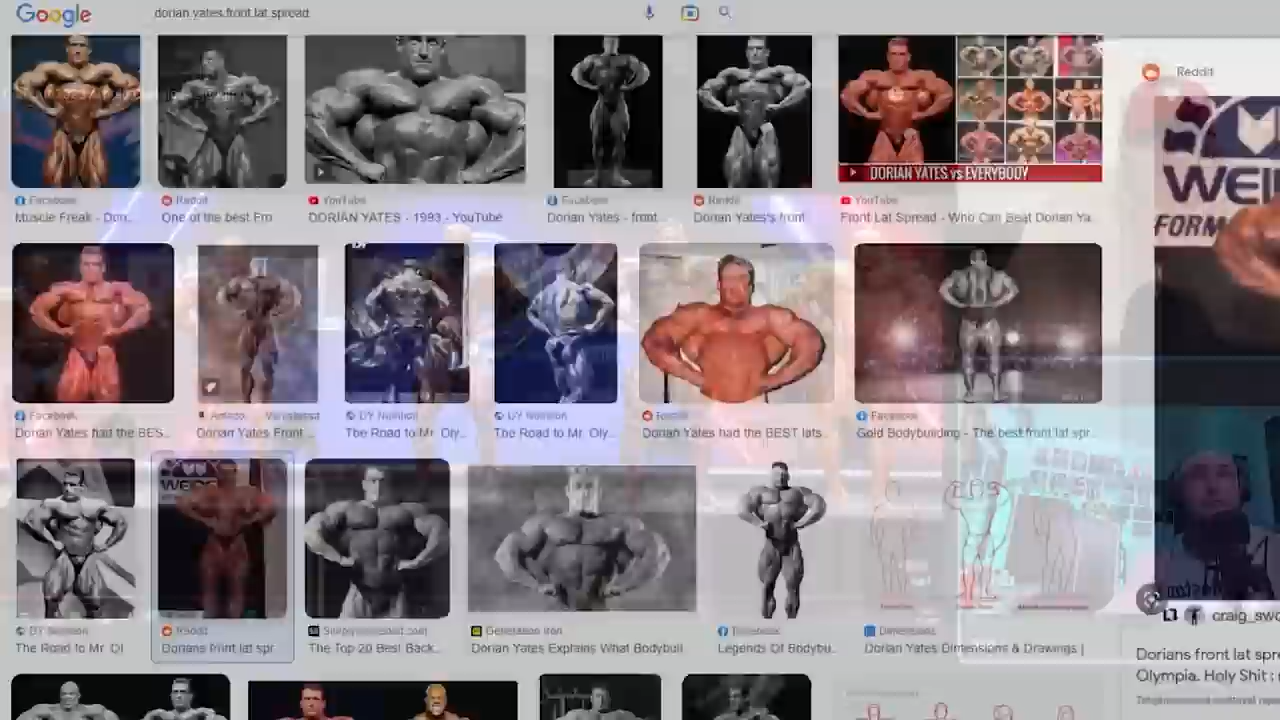 Google
dorian yates front lat spread
Facebook
Muscle Freak - Dori...
Reddit
One of the best Fro
YouTube
DORIAN YATES - 1993 - YouTube
Facebook
Dorian Yates - front
Reddit
Dorian Yates's front
DORIAN YATES vs EVERYBODY
YouTube
Front Lat Spread - Who Can Beat Dorian Ya...
Reddit
WEI
FORM
Facebook
Dorian Yates had the BES...
Dorian Yates Front ...
DY Nutrition
The Road to Mr. Oly...
DY Nutrition
The Road to Mr. Oly...
Reddit
Dorian Yates had the BEST lats...
Facebook
Gold Bodybuilding - The best front lat spr...
DY Nutrition
The Road to Mr. Ol
WEID
Reddit
Dorians front lat spr
The Top 20 Best Back...
Generation Iron
Dorian Yates Explains What Bodybuil
Facebook
Legends Of Bodybu..
Dimensions
Dorian Yates Dimensions & Drawings |
craig_swo
Dorians front lat spre
Olympia. Holy Shit :